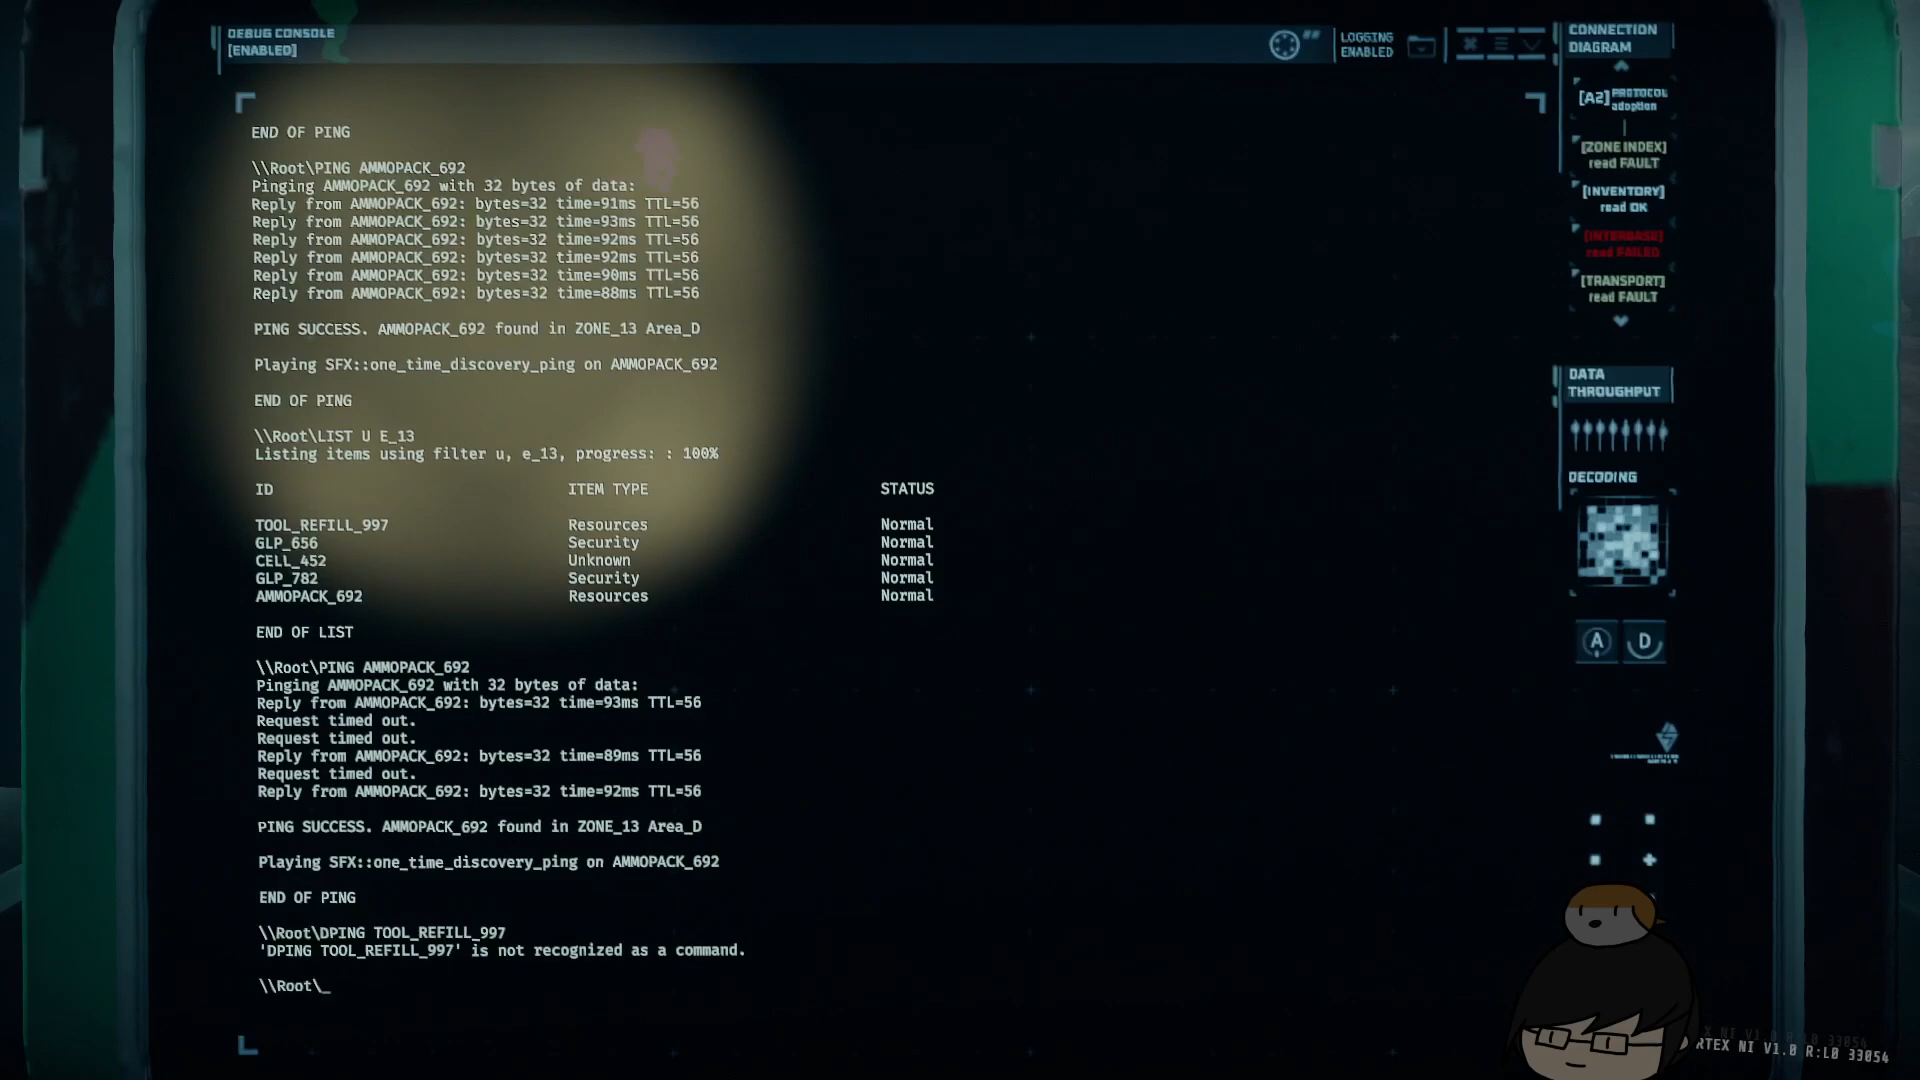 DEBUG CONSOLE
[ENABLED]
LOGGING
ENABLED
END OF PING
\\Root\PING AMMOPACK_692
Pinging AMMOPACK_692 with 32 bytes of data:
Reply from AMMOPACK_692: bytes=32 time=91ms TTL=56
Reply from AMMOPACK_692: bytes=32 time=93ms TTL=56
Reply from AMMOPACK_692: bytes=32 time=92ms TTL=56
Reply from AMMOPACK_692: bytes=32 time=92ms TTL=56
Reply from AMMOPACK_692: bytes=32 time=90ms TTL=56
Reply from AMMOPACK_692: bytes=32 time=88ms TTL=56
PING SUCCESS. AMMOPACK_692 found in ZONE_13 Area_D
Playing SFX::one_time_discovery_ping on AMMOPACK_692
END OF PING
\\Root\LIST U E_13
Listing items using filter u, e_13, progress: : 100%
ID ITEM TYPE STATUS
TOOL_REFILL_997 Resources Normal
GLP_656 Security Normal
CELL_452 Unknown Normal
GLP_782 Security Normal
AMMOPACK_692 Resources Normal
END OF LIST
\\Root\PING AMMOPACK_692
Pinging AMMOPACK_692 with 32 bytes of data:
Reply from AMMOPACK_692: bytes=32 time=93ms TTL=56
Request timed out.
Request timed out.
Reply from AMMOPACK_692: bytes=32 time=89ms TTL=56
Request timed out.
Reply from AMMOPACK_692: bytes=32 time=92ms TTL=56
PING SUCCESS. AMMOPACK_692 found in ZONE_13 Area_D
Playing SFX::one_time_discovery_ping on AMMOPACK_692
END OF PING
\\Root\DPING TOOL_REFILL_997
'DPING TOOL_REFILL_997' is not recognized as a command.
\\Root\_
CONNECTION
DIAGRAM
[A2] PROTOCOL
adoption
[ZONE INDEX]
read FAULT
[INVENTORY]
read OK
[INTERBASE]
read FAILED
[TRANSPORT]
read FAULT
DATA
THROUGHPUT
DECODING
A D
RTEX NI V1.0 R:L0 33054